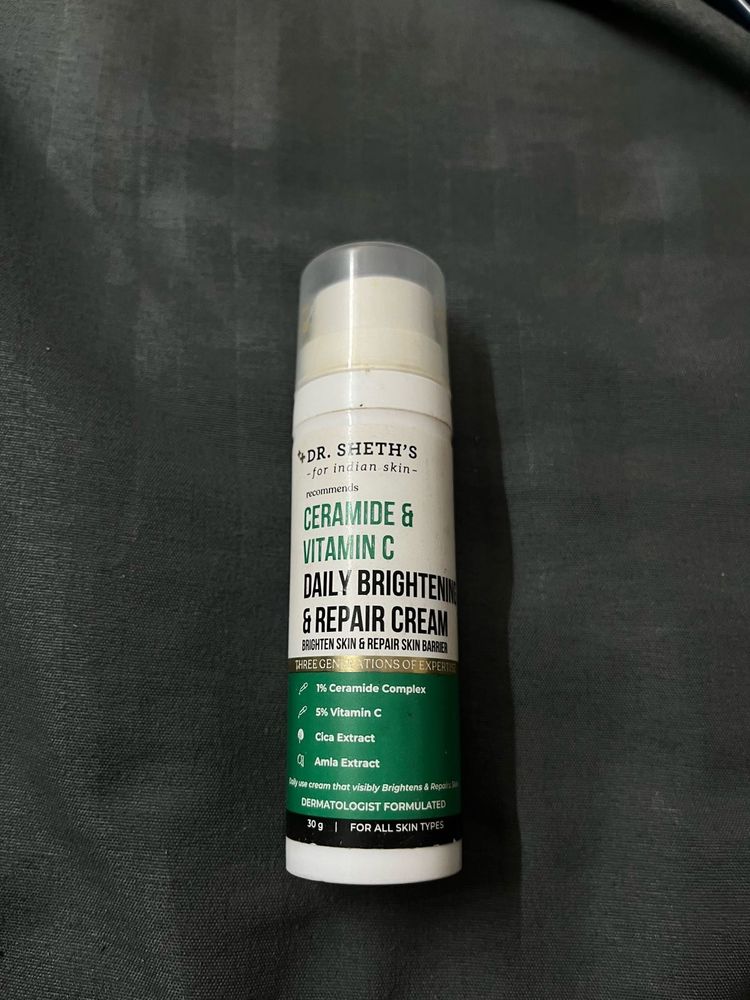 DR. SHETH'S
-for indian skin-
recommends
CERAMIDE &
VITAMIN C
DAILY BRIGHTENING
& REPAIR CREAM
BRIGHTEN SKIN & REPAIR SKIN BARRIER
THREE GENERATIONS OF EXPERTISE
1% Ceramide Complex
5% Vitamin C
Cica Extract
Amla Extract
Daily use cream that visibly Brightens & Repairs Skin
DERMATOLOGIST FORMULATED
30 g | FOR ALL SKIN TYPES